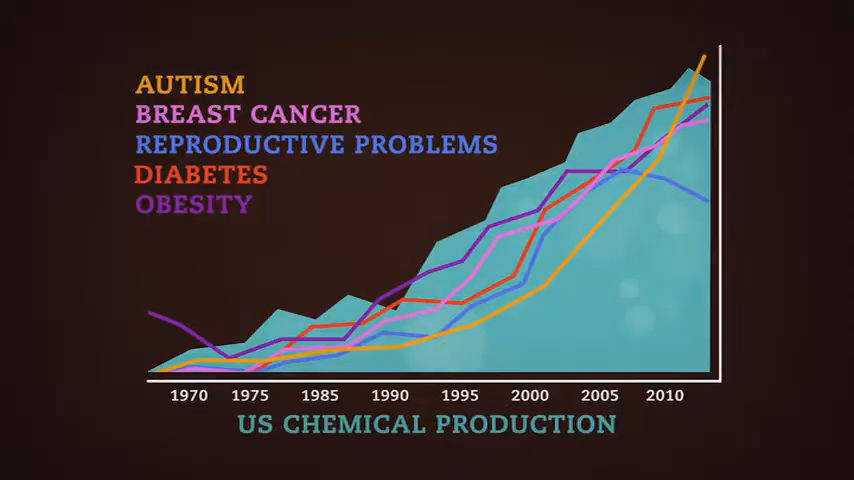 AUTISM
BREAST CANCER
REPRODUCTIVE PROBLEMS
DIABETES
OBESITY
1970 1975 1985 1990 1995 2000 2005 2010
US CHEMICAL PRODUCTION